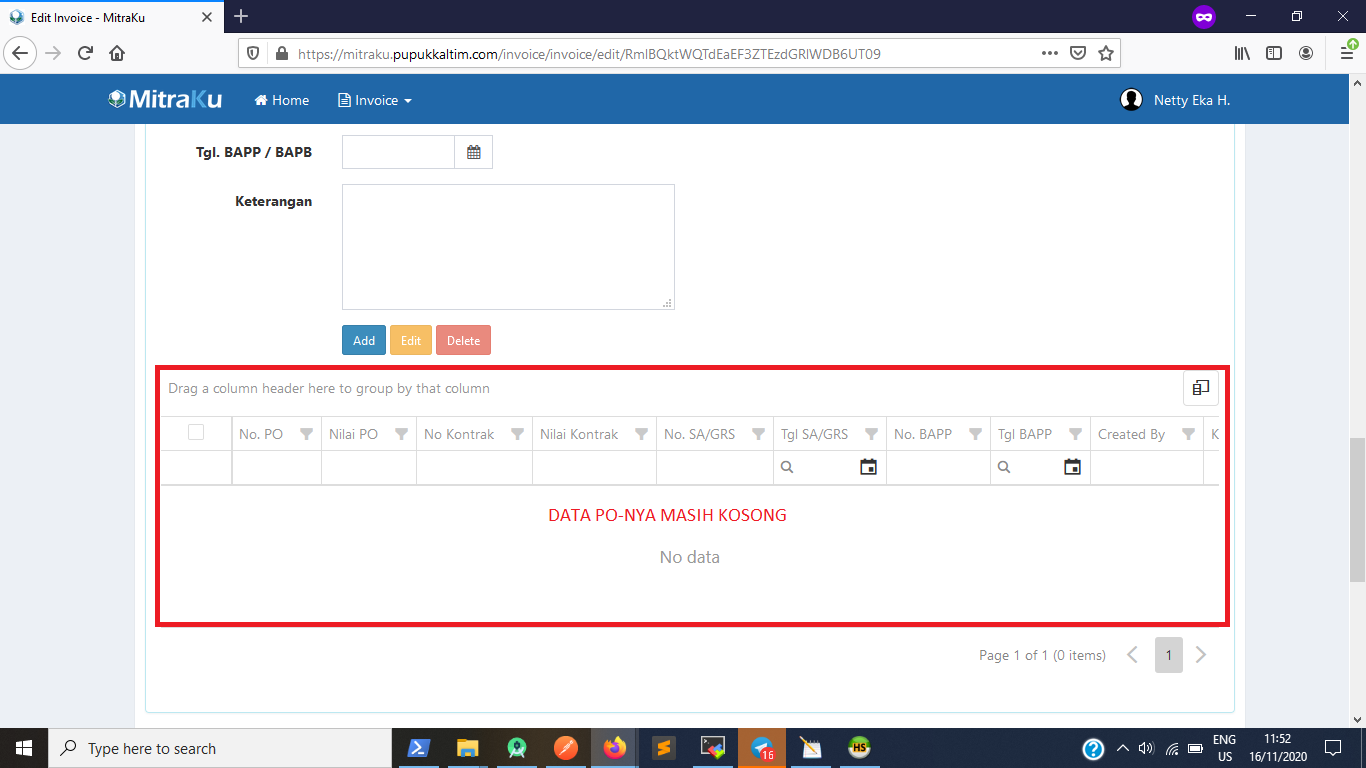 Edit Invoice - MitraKu
https://mitraku.pupukkaltim.com/invoice/invoice/edit/RmlBQktWQTdEaEF3ZTEzdGRlWDB6UT09
MitraKu Home Invoice Netty Eka H.
Tgl. BAPP / BAPB
Keterangan
Add Edit Delete
Drag a column header here to group by that column
No. PO Nilai PO No Kontrak Nilai Kontrak No. SA/GRS Tgl SA/GRS No. BAPP Tgl BAPP Created By K
DATA PO-NYA MASIH KOSONG
No data
Page 1 of 1 (0 items) 1
Type here to search
16
HS
ENG
US
11:52
16/11/2020